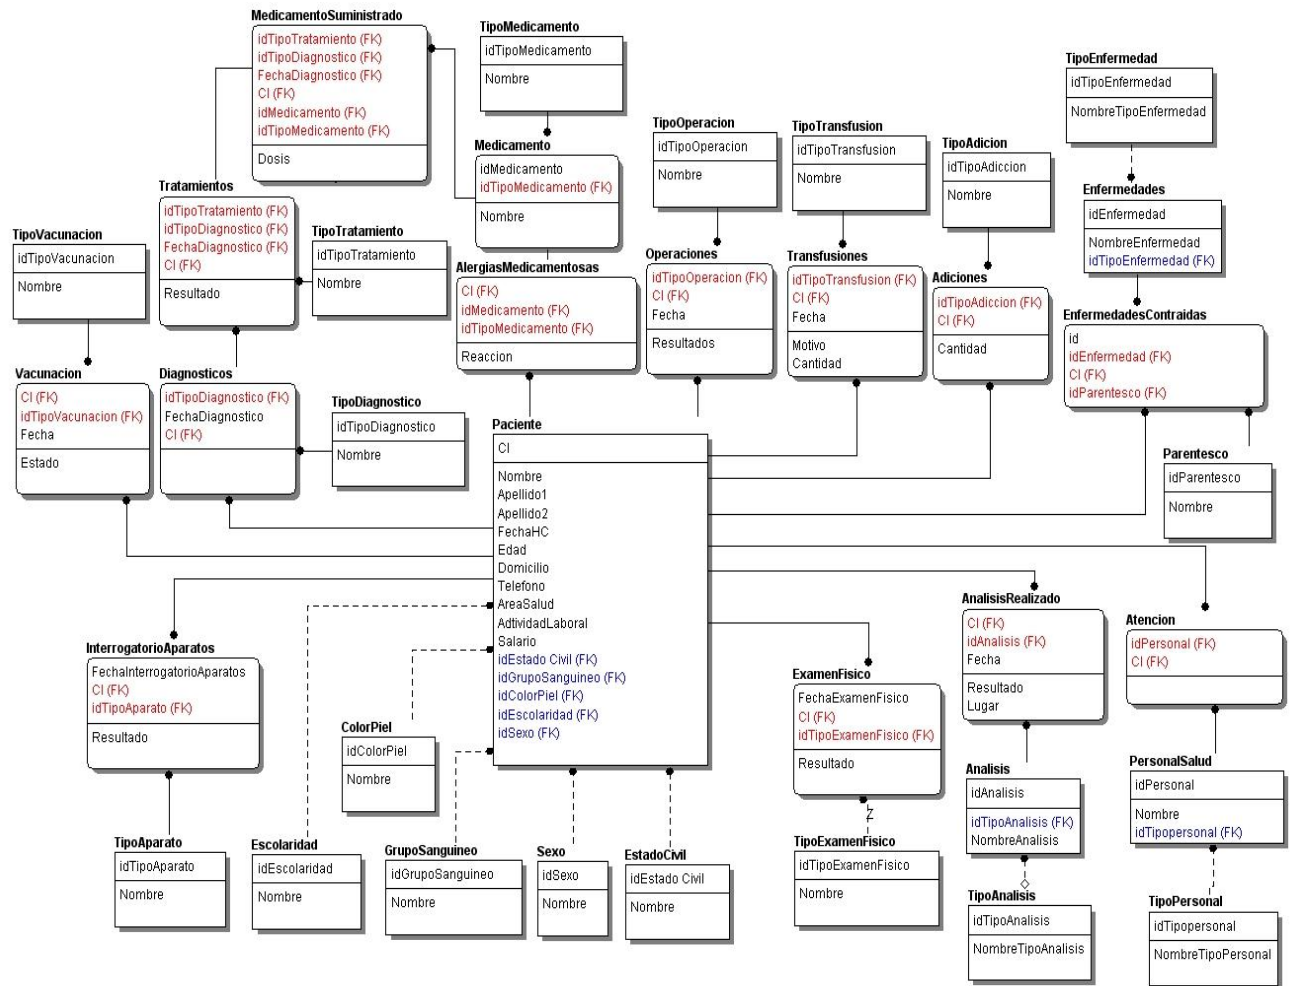 MedicamentoSuministrado
idTipoTratamiento (FK)
idTipoDiagnostico (FK)
FechaDiagnostico (FK)
CI (FK)
idMedicamento (FK)
idTipoMedicamento (FK)
Dosis
TipoMedicamento
idTipoMedicamento
Nombre
TipoEnfermedad
idTipoEnfermedad
NombreTipoEnfermedad
TipoOperacion
idTipoOperacion
Nombre
TipoTransfusion
idTipoTransfusion
Nombre
TipoAdicion
idTipoAdiccion
Nombre
Medicamento
idMedicamento
idTipoMedicamento (FK)
Nombre
Enfermedades
idEnfermedad
NombreEnfermedad
idTipoEnfermedad (FK)
Tratamientos
idTipoTratamiento (FK)
idTipoDiagnostico (FK)
FechaDiagnostico (FK)
CI (FK)
Resultado
TipoVacunacion
idTipoVacunacion
Nombre
TipoTratamiento
idTipoTratamiento
Nombre
AlergiasMedicamentosas
CI (FK)
idMedicamento (FK)
idTipoMedicamento (FK)
Reaccion
Operaciones
idTipoOperacion (FK)
CI (FK)
Fecha
Resultados
Transfusiones
idTipoTransfusion (FK)
CI (FK)
Fecha
Motivo
Cantidad
Adiciones
idTipoAdiccion (FK)
CI (FK)
Cantidad
EnfermedadesContraidas
id
idEnfermedad (FK)
CI (FK)
idParentesco (FK)
Vacunacion
CI (FK)
idTipoVacunacion (FK)
Fecha
Estado
Diagnosticos
idTipoDiagnostico (FK)
FechaDiagnostico
CI (FK)
TipoDiagnostico
idTipoDiagnostico
Nombre
Paciente
CI
Nombre
Apellido1
Apellido2
FechaHC
Edad
Domicilio
Telefono
AreaSalud
AdtividadLaboral
Salario
idEstado Civil (FK)
idGrupoSanguineo (FK)
idColorPiel (FK)
idEscolaridad (FK)
idSexo (FK)
Parentesco
idParentesco
Nombre
InterrogatorioAparatos
FechaInterrogatorioAparatos
CI (FK)
idTipoAparato (FK)
Resultado
ColorPiel
idColorPiel
Nombre
ExamenFisico
FechaExamenFisico
CI (FK)
idTipoExamenFisico (FK)
Resultado
AnalisisRealizado
CI (FK)
idAnalisis (FK)
Fecha
Resultado
Lugar
Atencion
idPersonal (FK)
CI (FK)
Analisis
idAnalisis
idTipoAnalisis (FK)
NombreAnalisis
PersonalSalud
idPersonal
Nombre
idTipopersonal (FK)
Z
TipoAparato
idTipoAparato
Nombre
Escolaridad
idEscolaridad
Nombre
GrupoSanguineo
idGrupoSanguineo
Nombre
Sexo
idSexo
Nombre
EstadoCivil
idEstado Civil
Nombre
TipoExamenFisico
idTipoExamenFisico
Nombre
TipoAnalisis
idTipoAnalisis
NombreTipoAnalisis
TipoPersonal
idTipopersonal
NombreTipoPersonal